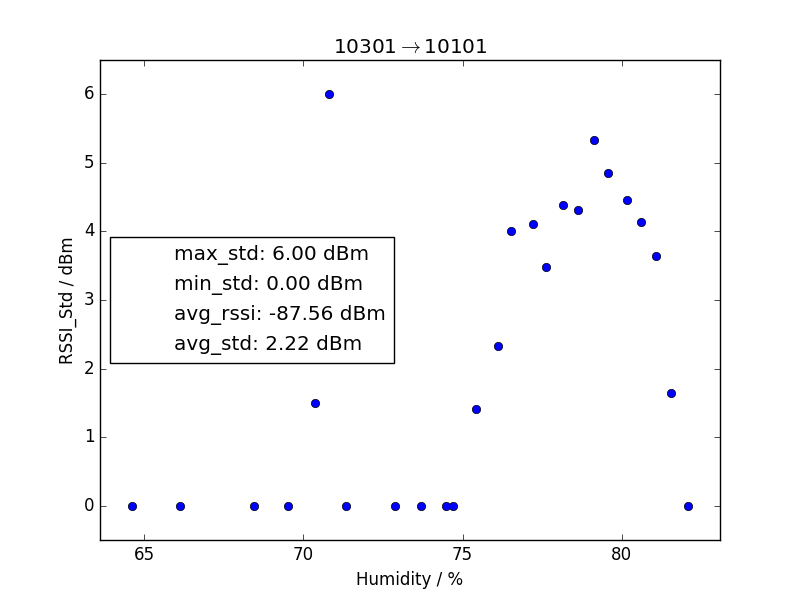 10301→10101
6
5
4
3
2
1
0
RSSI_Std / dBm
max_std: 6.00 dBm
min_std: 0.00 dBm
avg_rssi: -87.56 dBm
avg_std: 2.22 dBm
65 70 75 80
Humidity / %